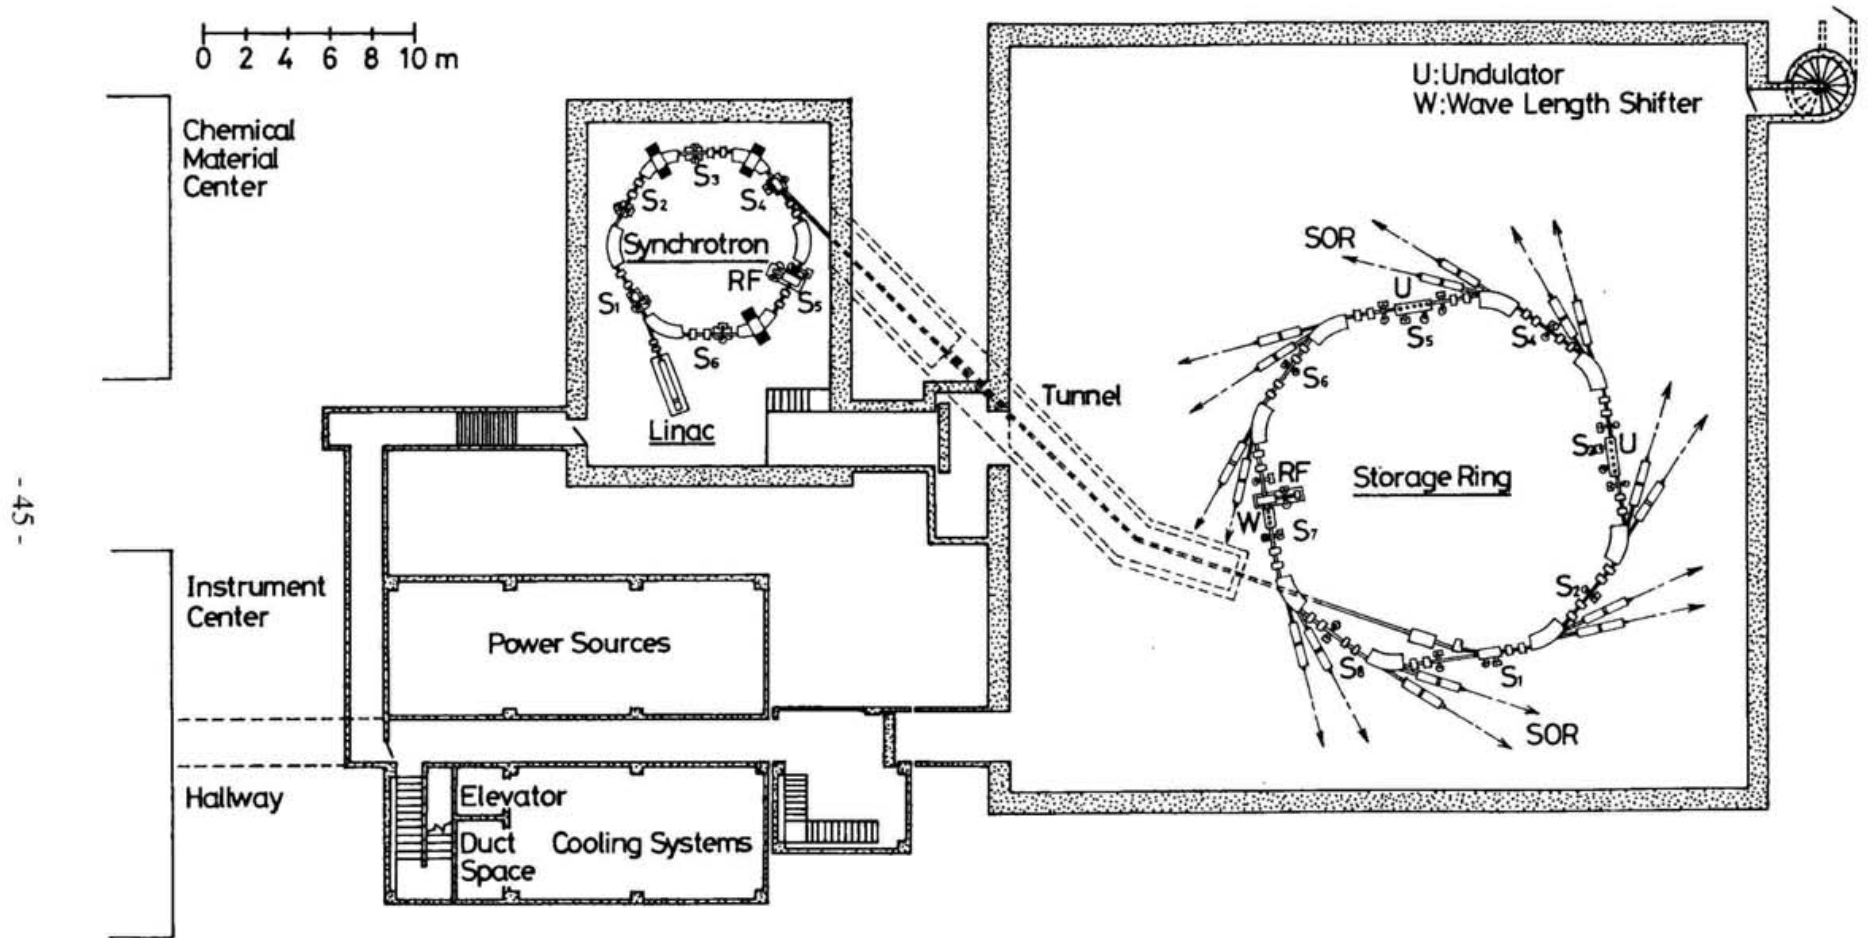 0 2 4 6 8 10 m
U:Undulator
W:Wave Length Shifter
Chemical
Material
Center
S3
S2
S4
Synchrotron
RF
S1
S5
S6
Linac
Tunnel
SOR
U
S5
S4
S6
U
RF
Storage Ring
W
S7
S2
S8
S1
SOR
-45-
Instrument
Center
Power Sources
Hallway
Elevator
Duct
Space
Cooling Systems